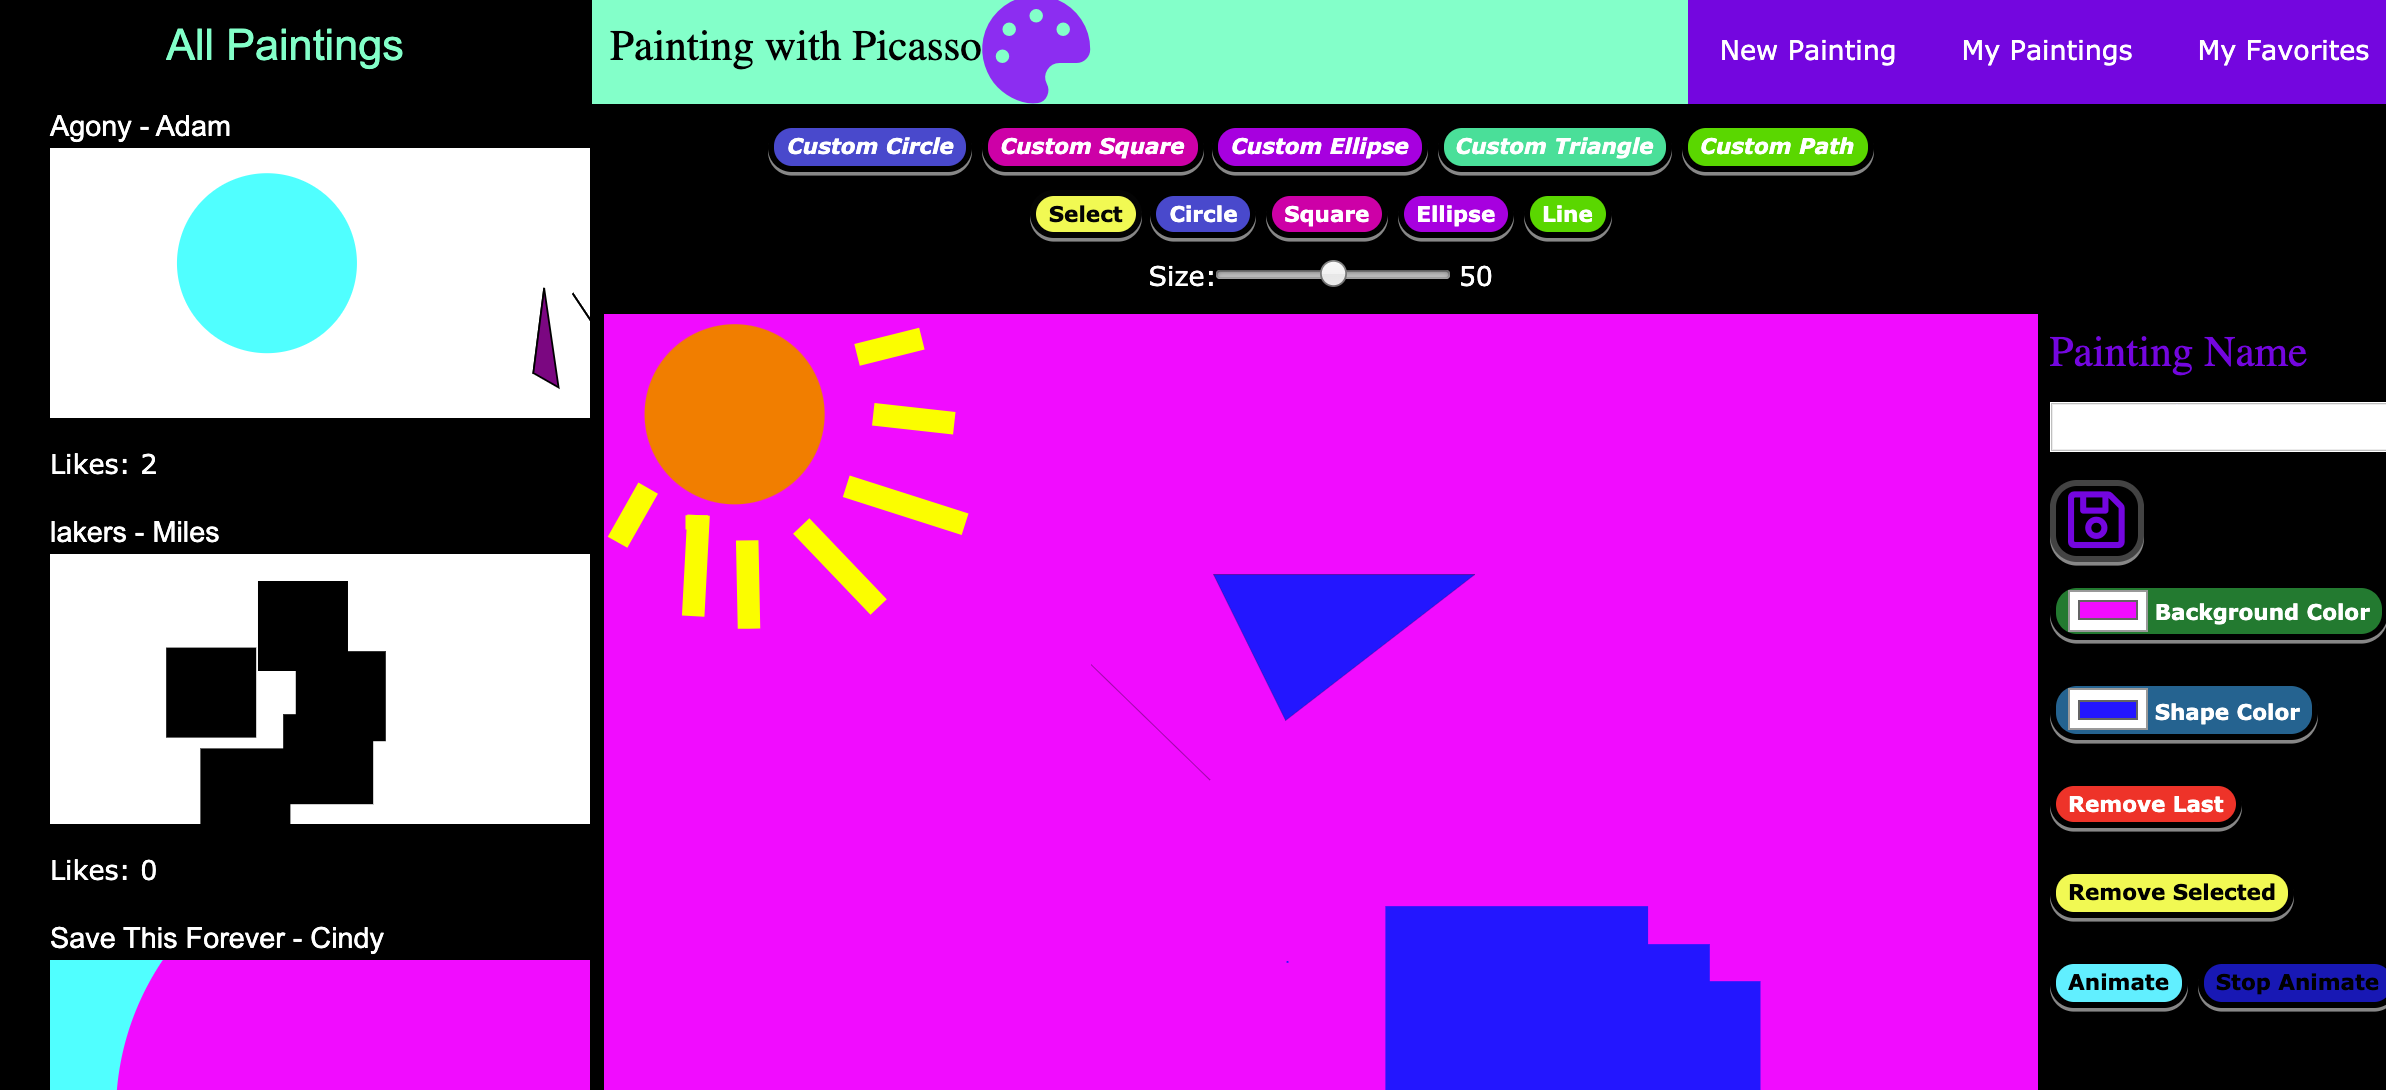 All Paintings
Painting with Picasso
New Painting
My Paintings
My Favorites
Agony - Adam
Likes: 2
lakers - Miles
Likes: 0
Save This Forever - Cindy
Custom Circle
Custom Square
Custom Ellipse
Custom Triangle
Custom Path
Select
Circle
Square
Ellipse
Line
Size: 50
Painting Name
Background Color
Shape Color
Remove Last
Remove Selected
Animate
Stop Animate